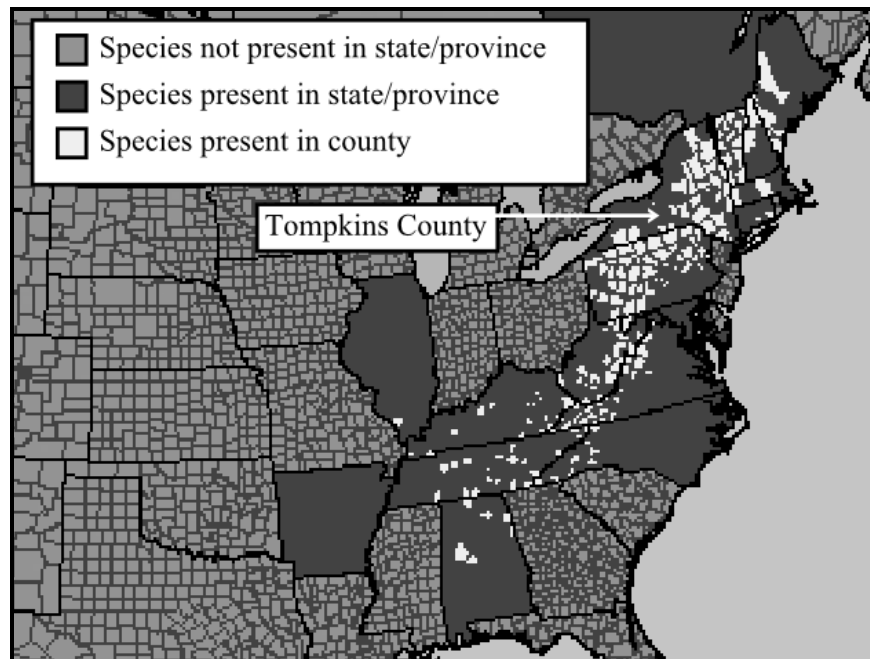 Species not present in state/province
Species present in state/province
Species present in county
Tompkins County